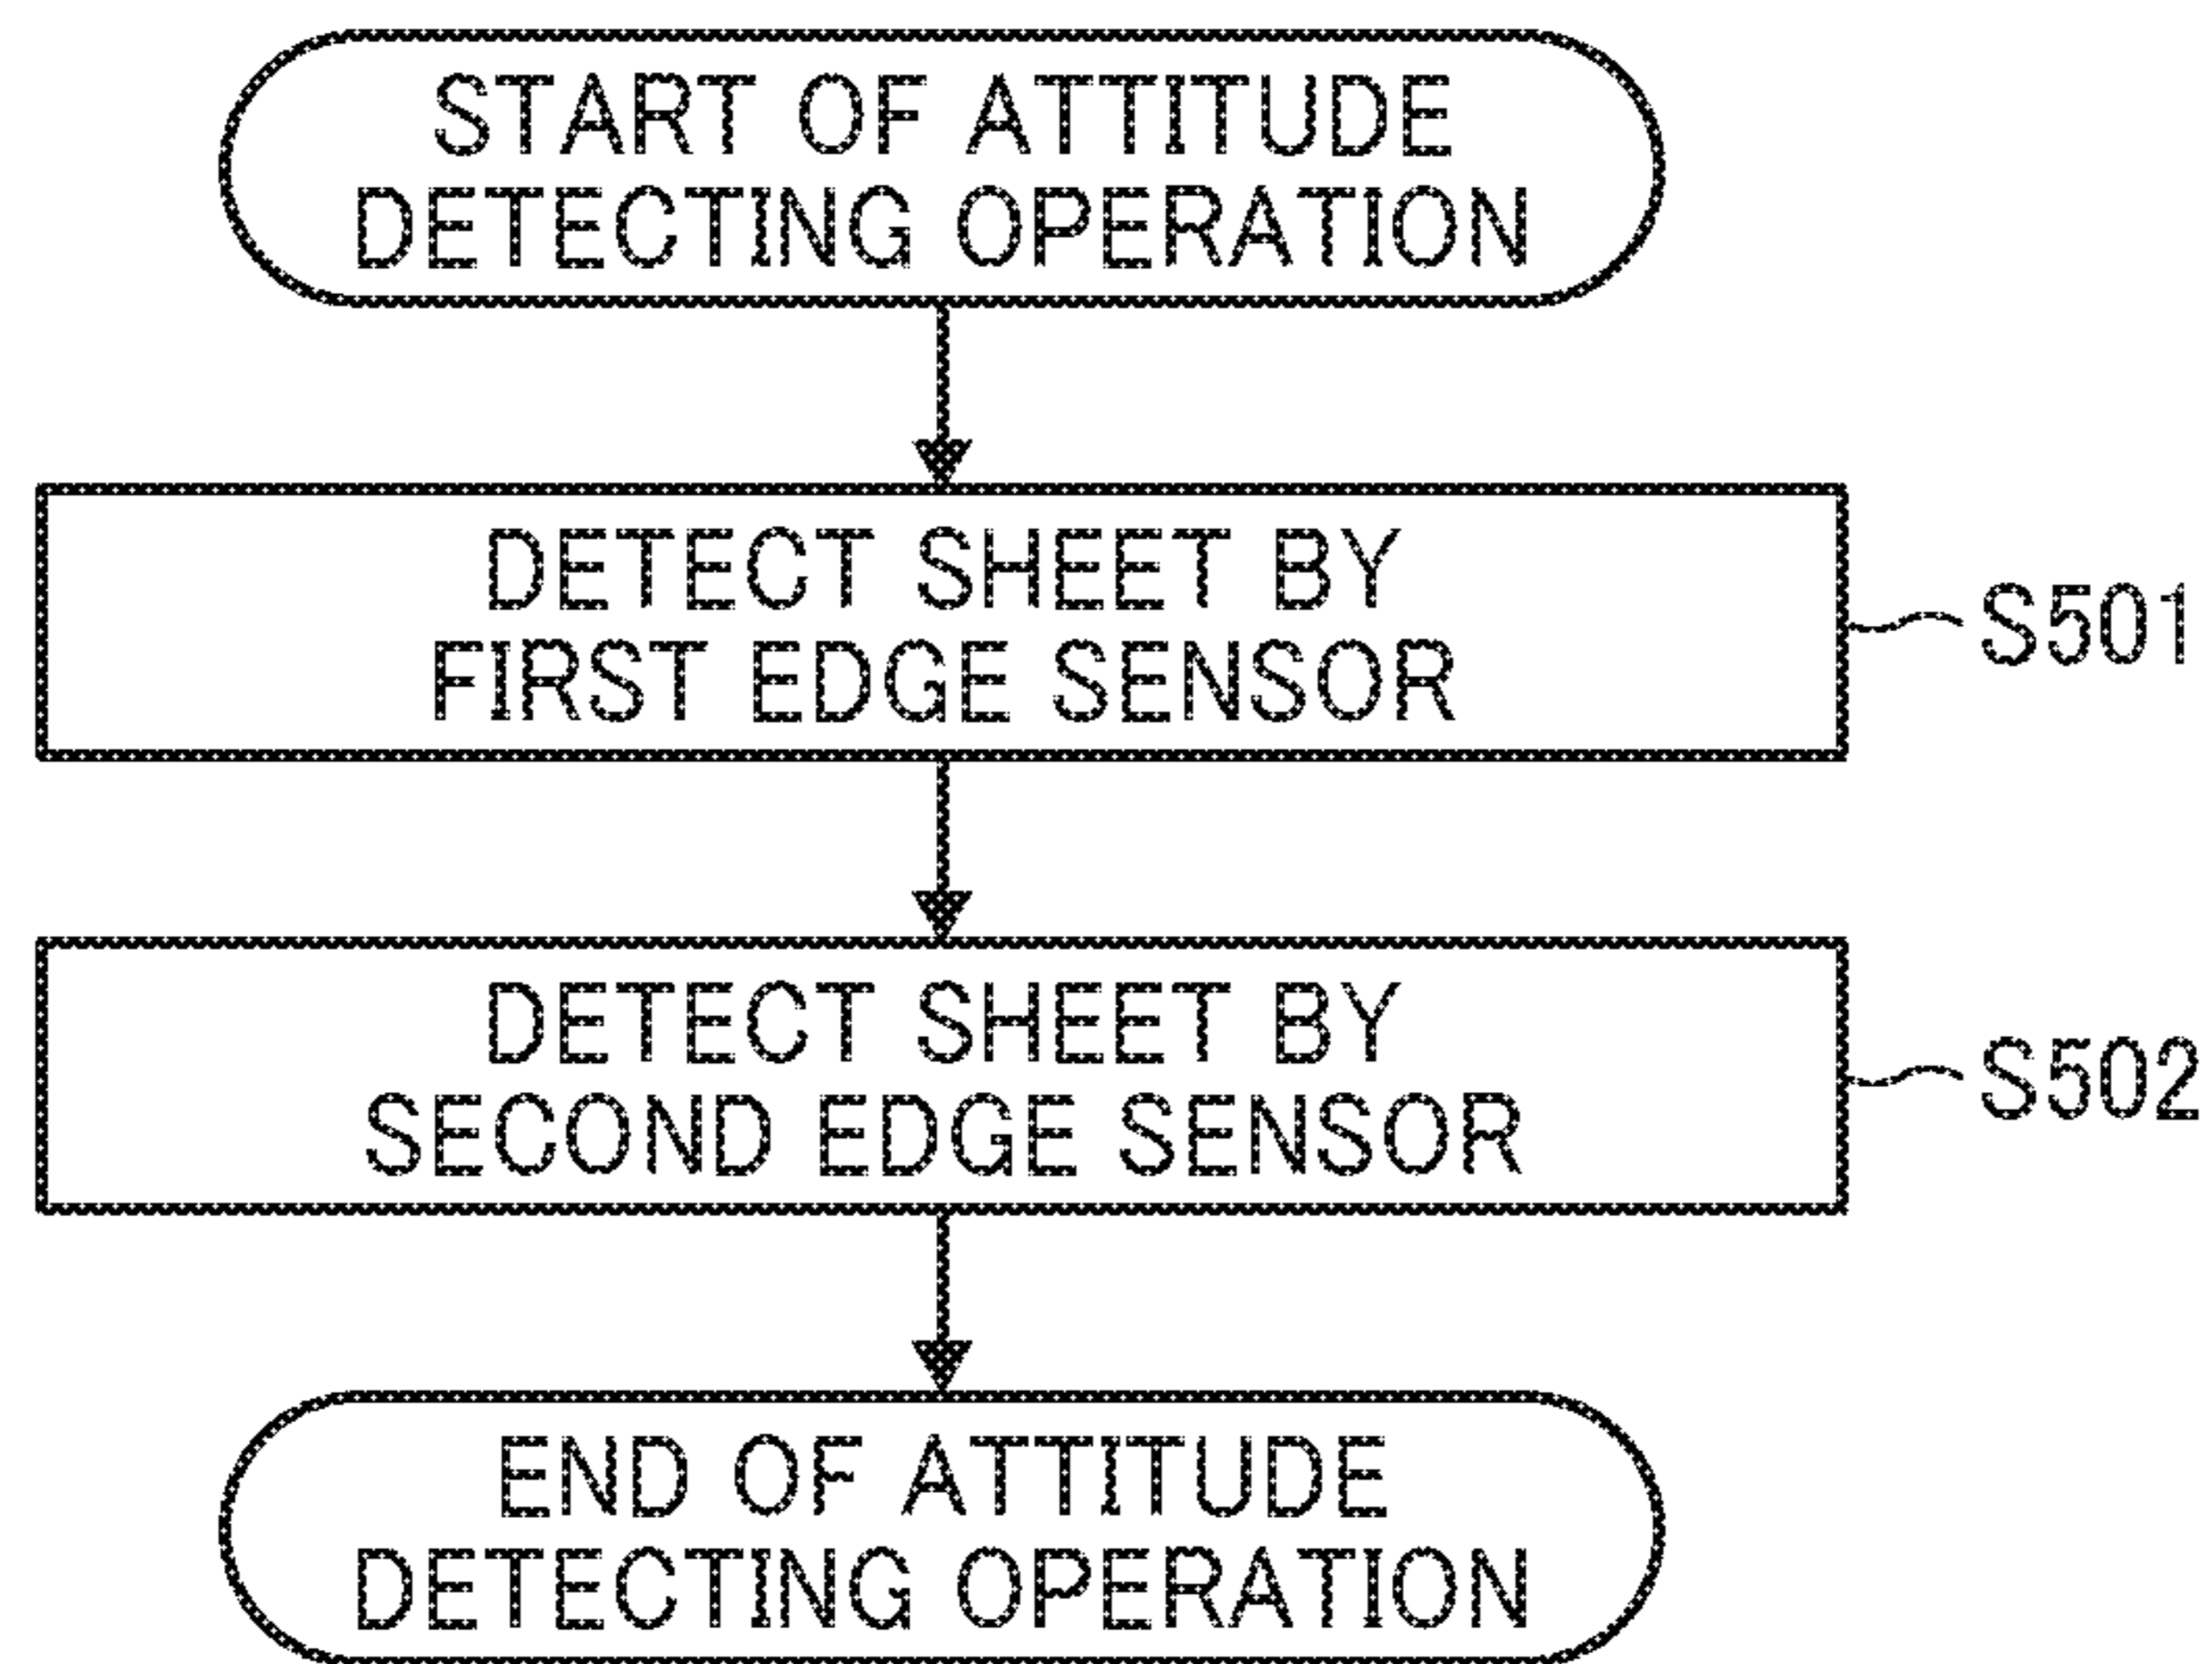 START OF ATTITUDE
DETECTING OPERATION
DETECT SHEET BY
FIRST EDGE SENSOR
S501
DETECT SHEET BY
SECOND EDGE SENSOR
S502
END OF ATTITUDE
DETECTING OPERATION